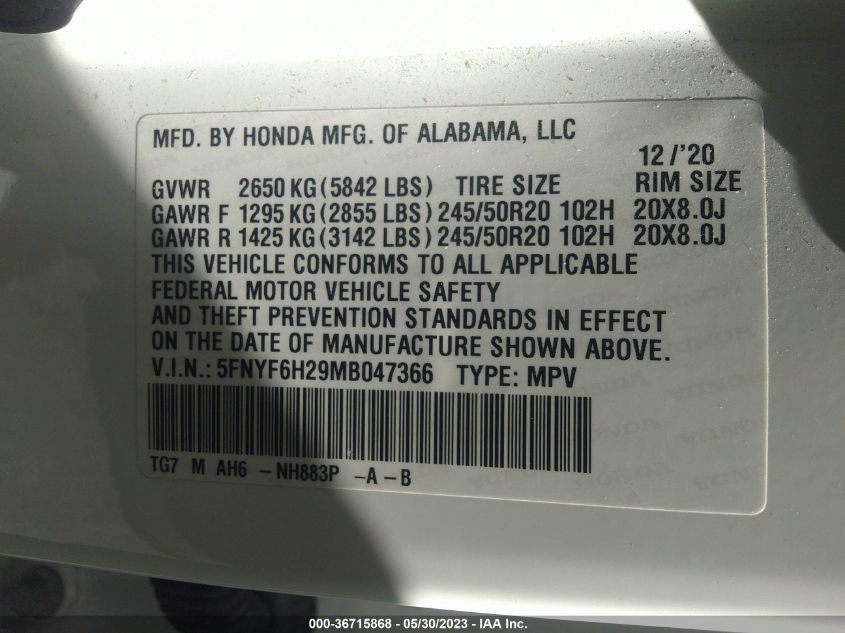 MFD. BY HONDA MFG. OF ALABAMA, LLC
12/'20
GVWR 2650 KG (5842 LBS) TIRE SIZE RIM SIZE
GAWR F 1295 KG (2855 LBS) 245/50R20 102H 20X8.0J
GAWR R 1425 KG (3142 LBS) 245/50R20 102H 20X8.0J
THIS VEHICLE CONFORMS TO ALL APPLICABLE
FEDERAL MOTOR VEHICLE SAFETY
AND THEFT PREVENTION STANDARDS IN EFFECT
ON THE DATE OF MANUFACTURE SHOWN ABOVE.
V.I.N.: 5FNYF6H29MB047366 TYPE: MPV
TG7 M AH6 - NH883P - A - B
000-36715868 - 05/30/2023 - IAA Inc.